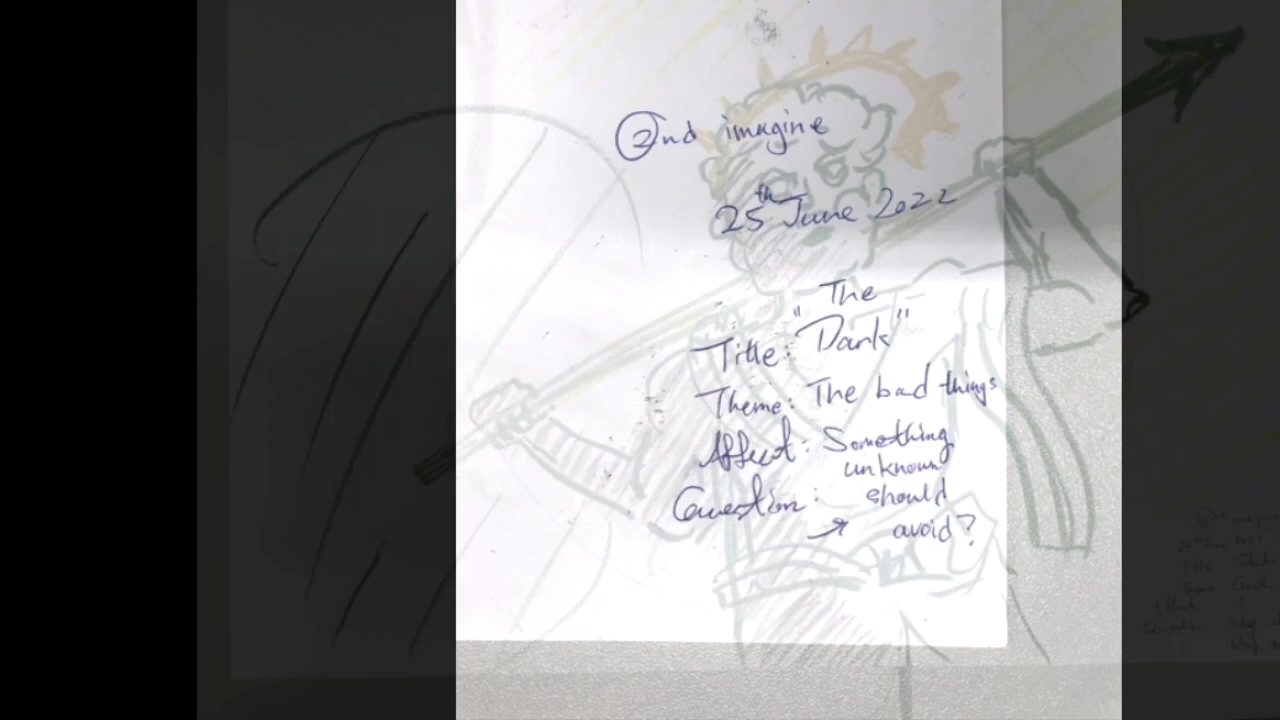 2nd imagine
25th June 2022
Title: "The Dark"
Theme: The bad things
Affect: Something
unknown
Question: should
→ avoid?